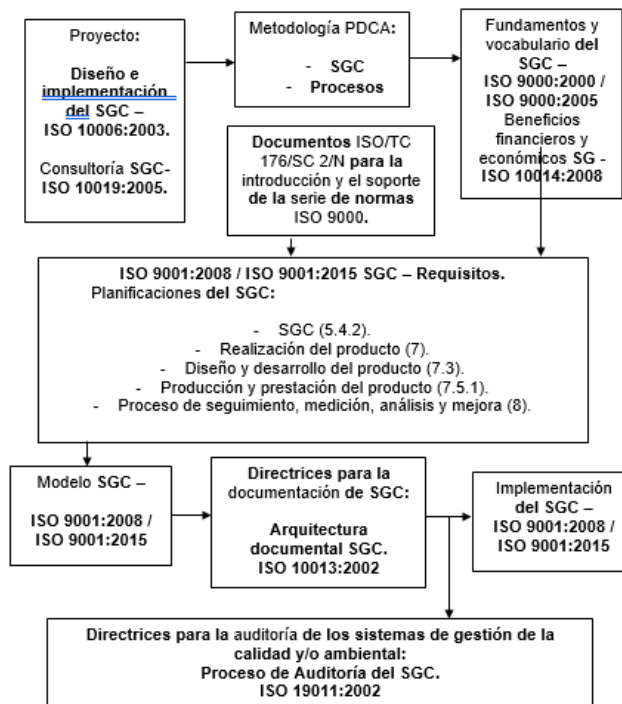 Proyecto:
Diseño e
implementación
del SGC –
ISO 10006:2003.
Consultoría SGC-
ISO 10019:2005.
Metodología PDCA:
- SGC
- Procesos
Fundamentos y
vocabulario del
SGC –
ISO 9000:2000 /
ISO 9000:2005
Beneficios
financieros y
económicos SG -
ISO 10014:2008
Documentos ISO/TC
176/SC 2/N para la
introducción y el soporte
de la serie de normas
ISO 9000.
ISO 9001:2008 / ISO 9001:2015 SGC – Requisitos.
Planificaciones del SGC:
- SGC (5.4.2).
- Realización del producto (7).
- Diseño y desarrollo del producto (7.3).
- Producción y prestación del producto (7.5.1).
- Proceso de seguimiento, medición, análisis y mejora (8).
Modelo SGC –
ISO 9001:2008 /
ISO 9001:2015
Directrices para la
documentación de SGC:
Arquitectura
documental SGC.
ISO 10013:2002
Implementación
del SGC –
ISO 9001:2008 /
ISO 9001:2015
Directrices para la auditoría de los sistemas de gestión de la
calidad y/o ambiental:
Proceso de Auditoría del SGC.
ISO 19011:2002